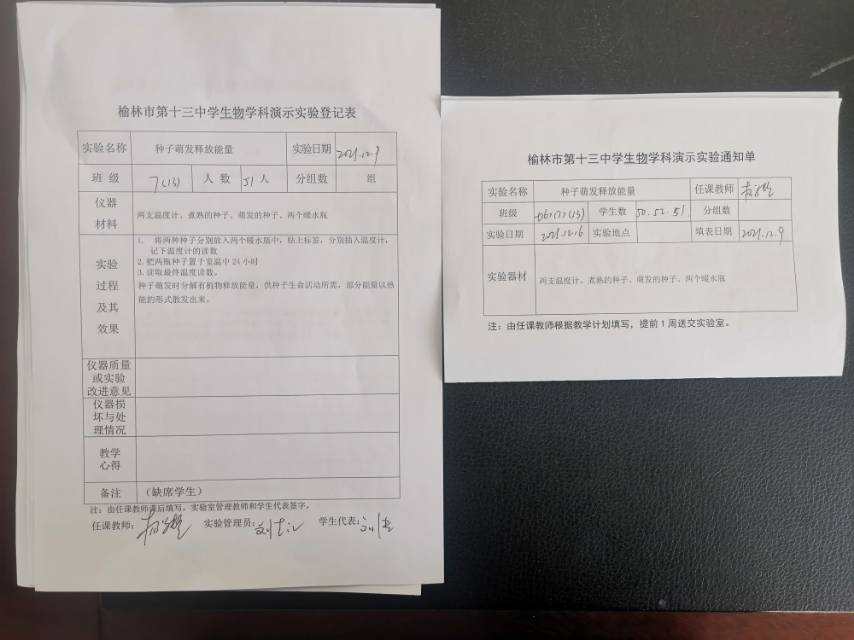 榆林市第十三中学生物学科演示实验登记表
实验名称 种子萌发释放能量 实验日期 2021.12.9
班 级 7(13) 人 数 51 人 分组数 组
仪器
材料
两支温度计，煮熟的种子、萌发的种子、两个暖水瓶
实验
过程
及其
效果
1. 将两种种子分别放入两个暖水瓶中，贴上标签，分别插入温度计，
记下温度计的读数
2.把两瓶种子置于室温中 24 小时
3.读取最终温度读数。
种子萌发时分解有机物释放能量，供种子生命活动所需，部分能量以热
能的形式散发出来。
仪器质量
或实验
改进意见
仪器损
坏与处
理情况
教学
心得
备注 （缺席学生）
注：由任课教师课后填写，实验室管理教师和学生代表签字。
任课教师： 实验管理员： 学生代表：
榆林市第十三中学生物学科演示实验通知单
实验名称 种子萌发释放能量 任课教师
班级 学生数 50.52.51 分组数
实验日期 2021.12.16 实验地点 填表日期 2021.12.9
实验器材 两支温度计，煮熟的种子、萌发的种子、两个暖水瓶
注：由任课教师根据教学计划填写，提前 1 周送交实验室。